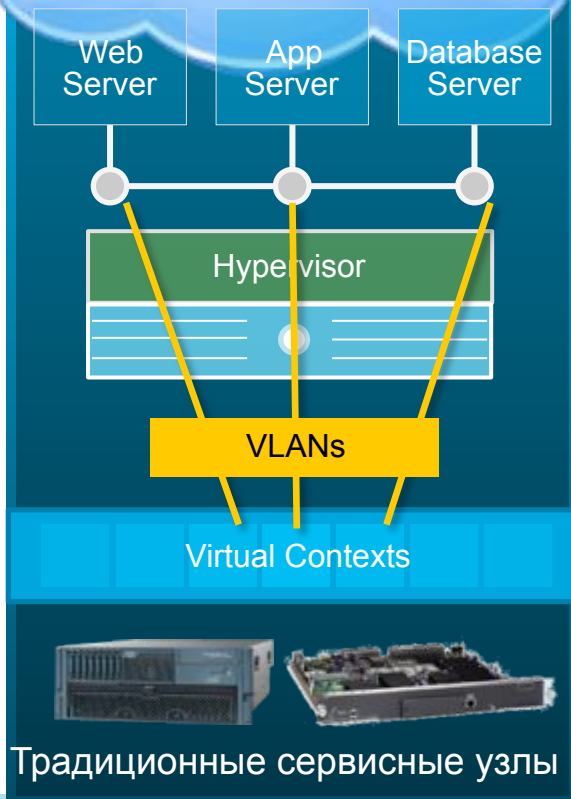 Web
Server
App
Server
Database
Server
Hypervisor
VLANs
Virtual Contexts
Традиционные сервисные узлы